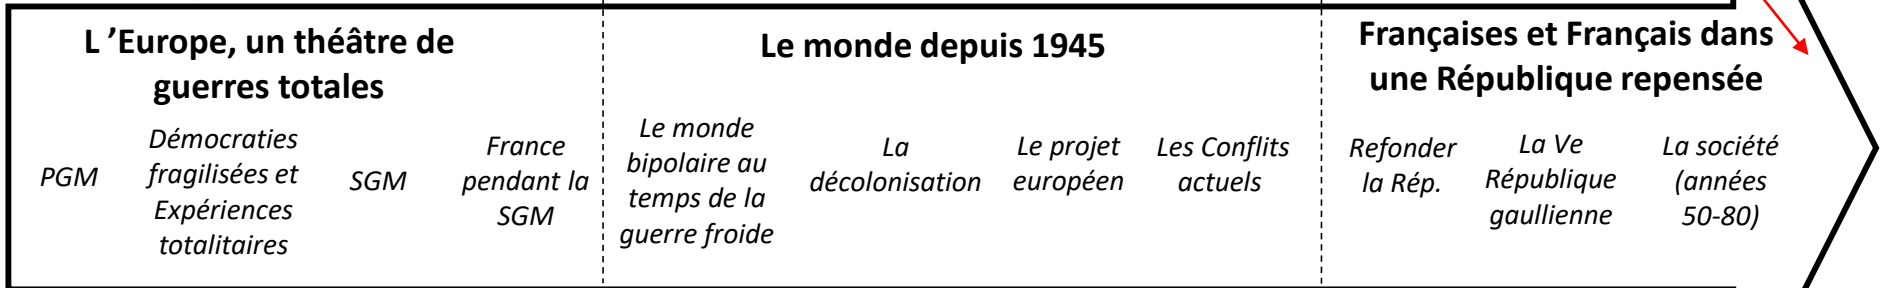 L ’Europe, un théâtre de
guerres totales
PGM
Démocraties
fragilisées et
Expériences
totalitaires
SGM
France
pendant la
SGM
Le monde depuis 1945
Le monde
bipolaire au
temps de la
guerre froide
La
décolonisation
Le projet
européen
Les Conflits
actuels
Françaises et Français dans
une République repensée
Refonder
la Rép.
La Ve
République
gaullienne
La société
(années
50-80)